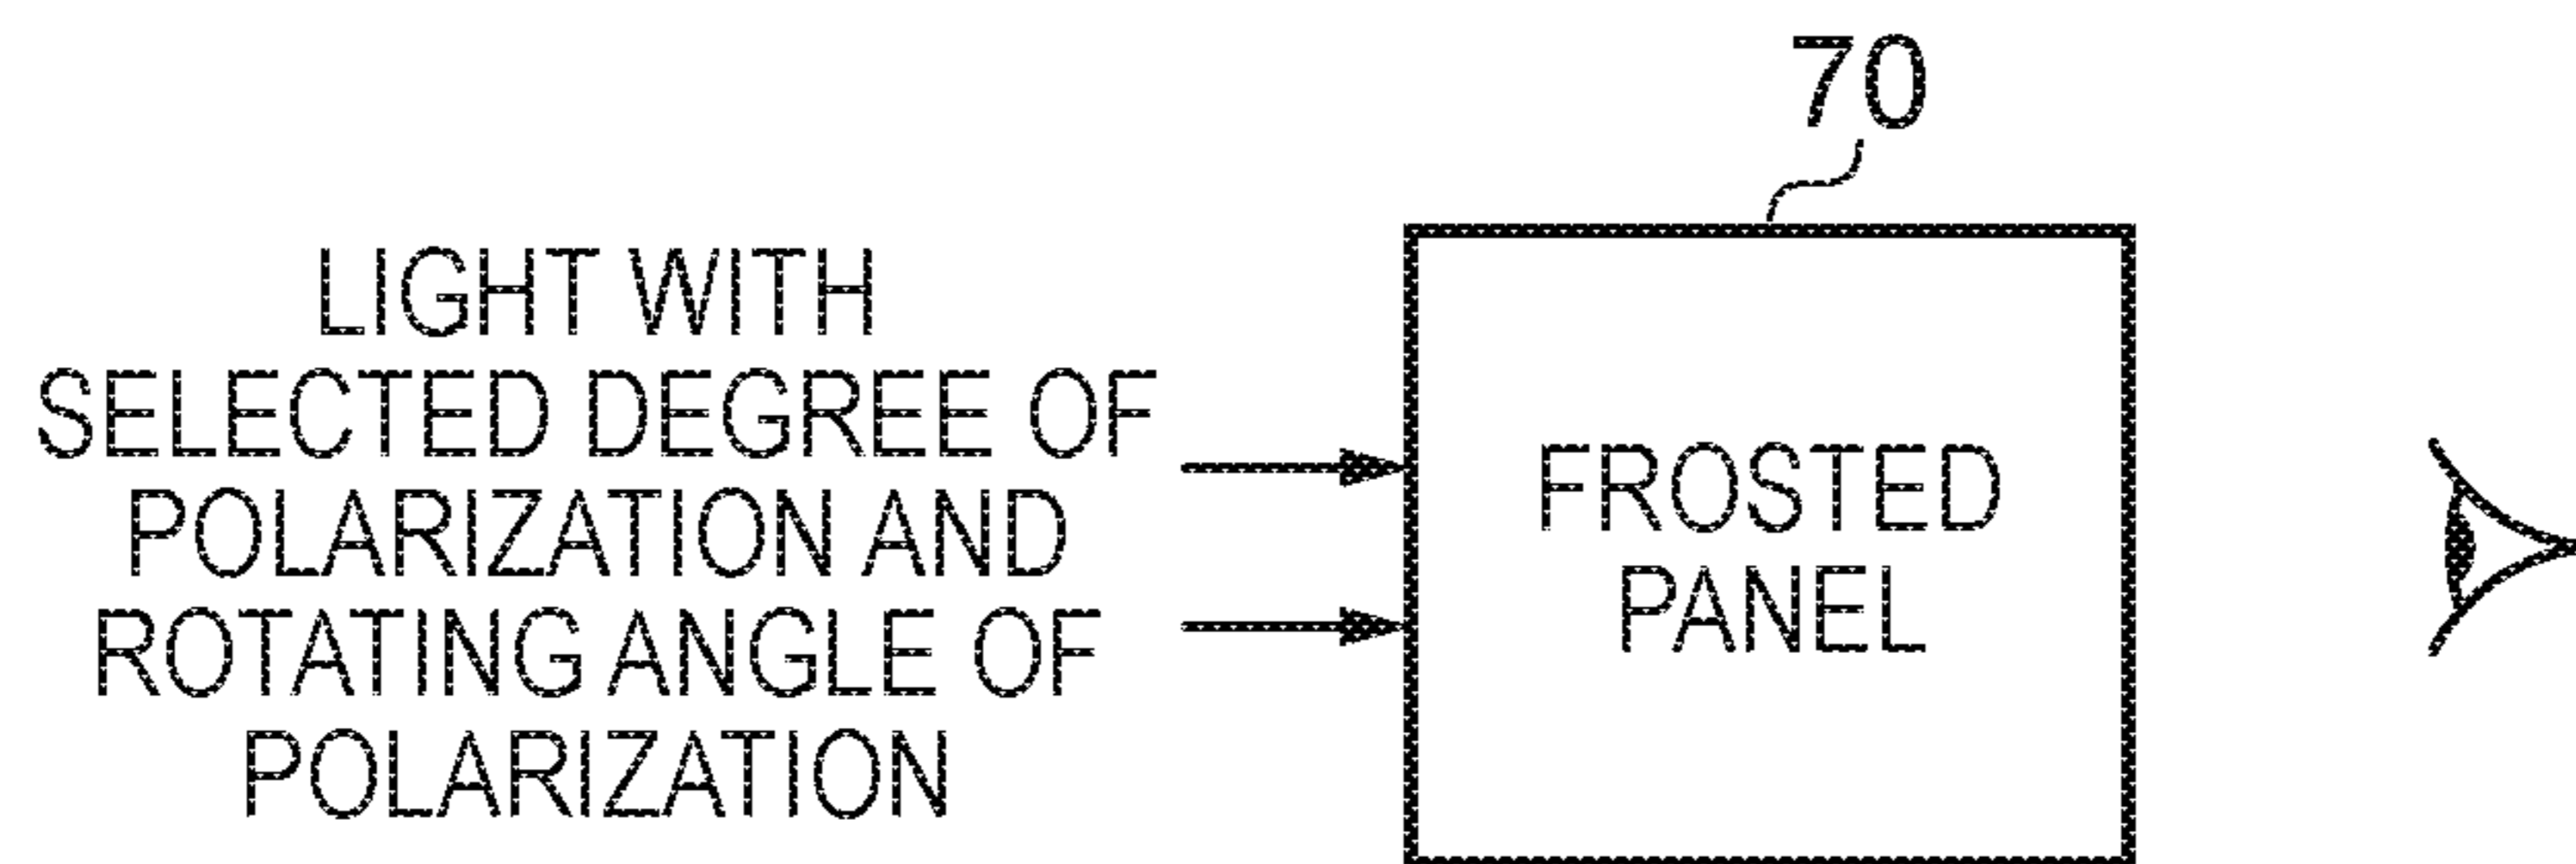 70
LIGHT WITH
SELECTED DEGREE OF
POLARIZATION AND
ROTATING ANGLE OF
POLARIZATION
FROSTED
PANEL